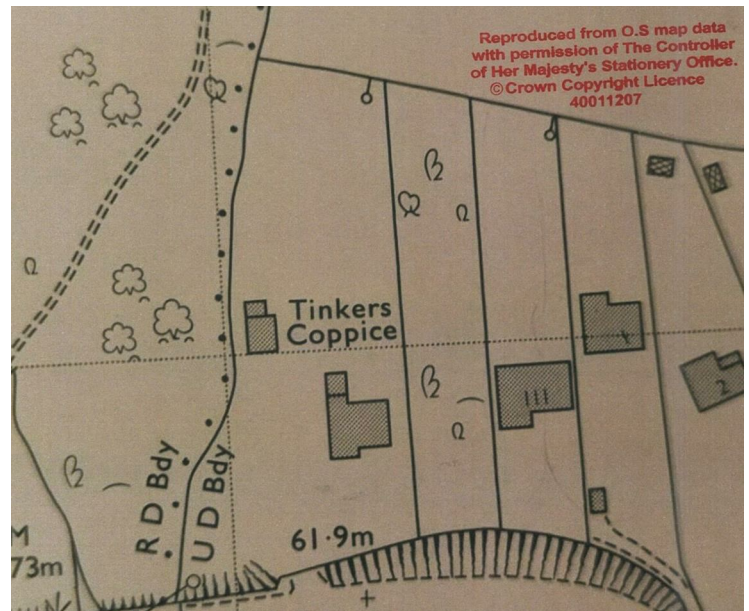 Reproduced from O.S map data
with permission of The Controller
of Her Majesty's Stationery Office.
©Crown Copyright Licence
40011207
Tinkers
Coppice
111
2
R D Bdy
U D Bdy
61·9m
M
73m